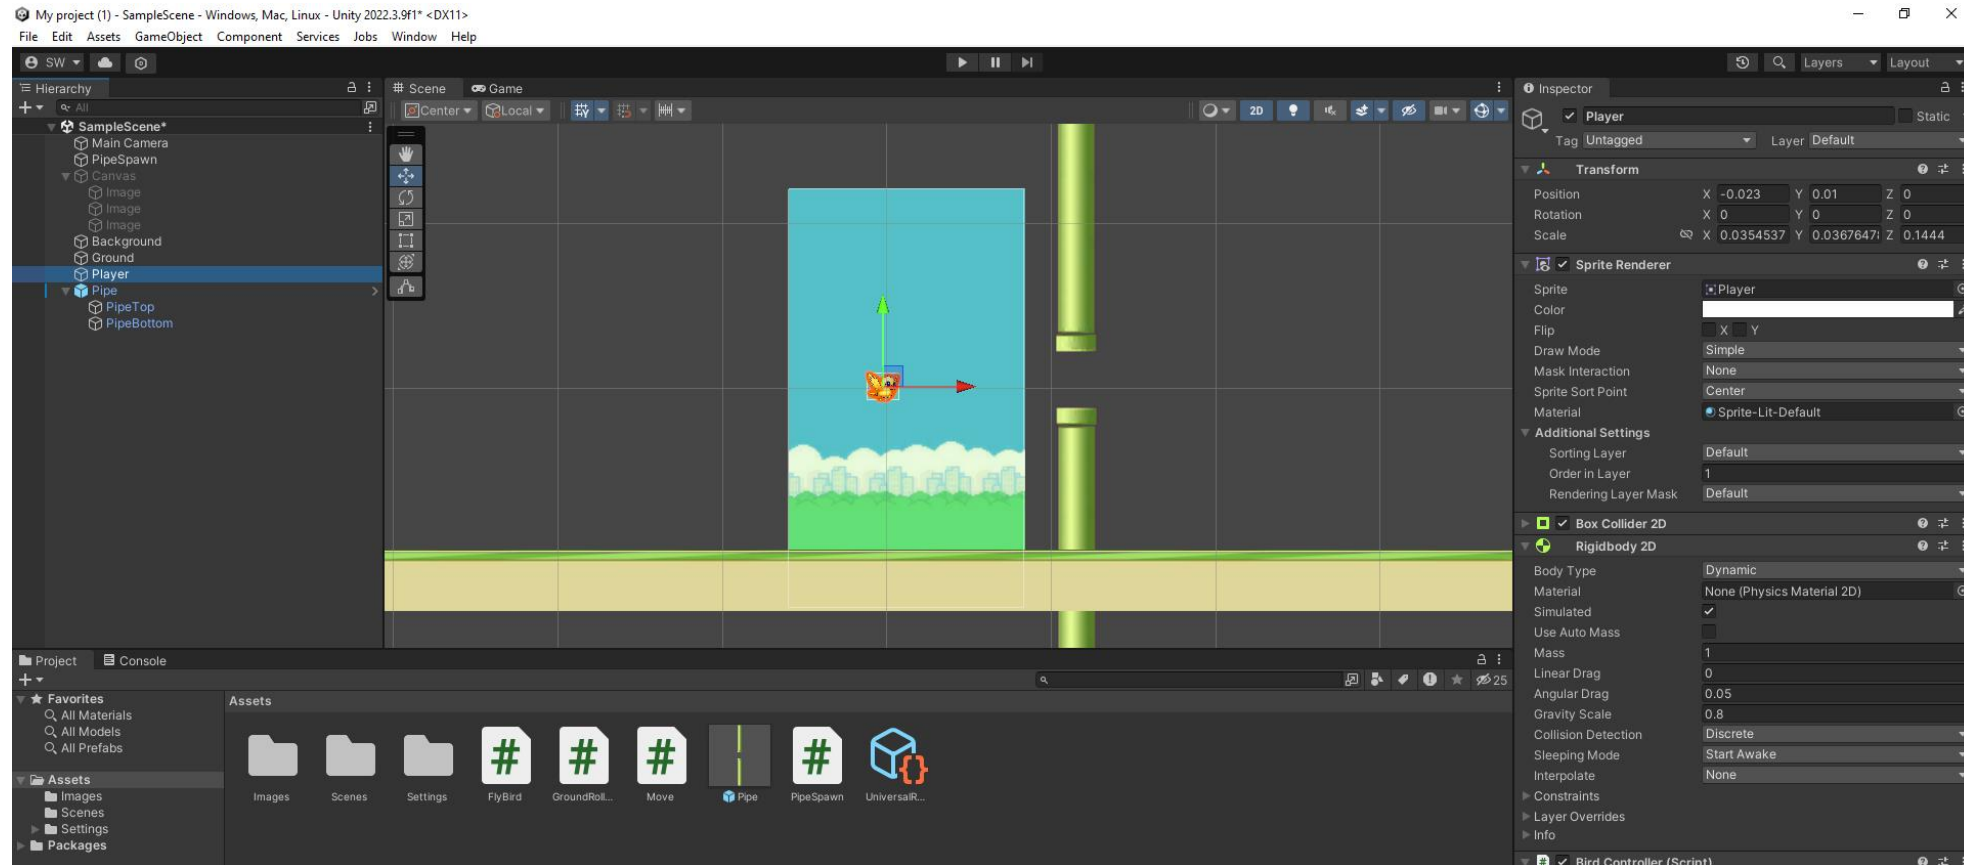 My project (1) - SampleScene - Windows, Mac, Linux - Unity 2022.3.9f1* <DX11>
File Edit Assets GameObject Component Services Jobs Window Help
SW Layers Layout
Hierarchy
All
SampleScene*
Main Camera
PipeSpawn
Canvas
Image
Image
Image
Background
Ground
Player
Pipe
PipeTop
PipeBottom
Scene Game
Center Local 2D
Inspector
Player Static
Tag Untagged Layer Default
Transform
Position X -0.023 Y 0.01 Z 0
Rotation X 0 Y 0 Z 0
Scale X 0.0354537 Y 0.0367647 Z 0.1444
Sprite Renderer
Sprite Player
Color
Flip X Y
Draw Mode Simple
Mask Interaction None
Sprite Sort Point Center
Material Sprite-Lit-Default
Additional Settings
Sorting Layer Default
Order in Layer 1
Rendering Layer Mask Default
Box Collider 2D
Rigidbody 2D
Body Type Dynamic
Material None (Physics Material 2D)
Simulated
Use Auto Mass
Mass 1
Linear Drag 0
Angular Drag 0.05
Gravity Scale 0.8
Collision Detection Discrete
Sleeping Mode Start Awake
Interpolate None
Constraints
Layer Overrides
Info
Bird Controller (Script)
Project Console
25
Favorites
All Materials
All Models
All Prefabs
Assets
Images
Scenes
Settings
Packages
Assets
Images Scenes Settings FlyBird GroundRoll... Move Pipe PipeSpawn UniversalR...